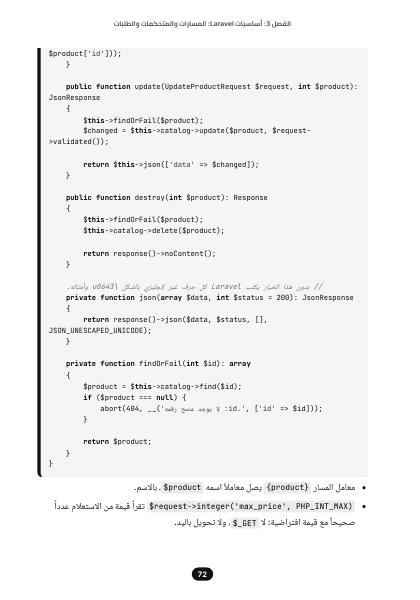 الفصل 3: أساسيات Laravel: المسارات والمتحكمات والطلبات
$product['id']));
    }

    public function update(UpdateProductRequest $request, int $product):
JsonResponse
    {
        $this->findOrFail($product);
        $changed = $this->catalog->update($product, $request-
>validated());

        return $this->json(['data' => $changed]);
    }

    public function destroy(int $product): Response
    {
        $this->findOrFail($product);
        $this->catalog->delete($product);

        return response()->noContent();
    }

    // بدون هذا الخيار يكتب Laravel كل حرف غير إنجليزي بالشكل \u0643 وأمثاله.
    private function json(array $data, int $status = 200): JsonResponse
    {
        return response()->json($data, $status, [],
JSON_UNESCAPED_UNICODE);
    }

    private function findOrFail(int $id): array
    {
        $product = $this->catalog->find($id);
        if ($product === null) {
            abort(404, __('لا يوجد منتج رقمه :id.', ['id' => $id]));
        }

        return $product;
    }
}
• معامل المسار {product} يصل معاملاً اسمه $product، بالاسم.
• $request->integer('max_price', PHP_INT_MAX) تقرأ قيمة من الاستعلام عدداً
صحيحاً مع قيمة افتراضية: لا $_GET، ولا تحويل باليد.
72